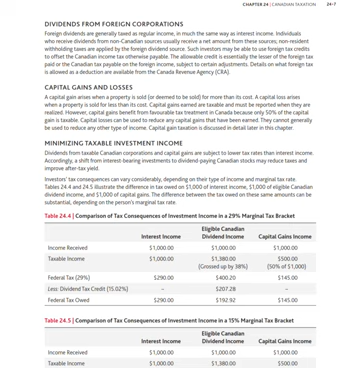 CHAPTER 24 | CANADIAN TAXATION 24•7
DIVIDENDS FROM FOREIGN CORPORATIONS
Foreign dividends are generally taxed as regular income, in much the same way as interest income. Individuals
who receive dividends from non-Canadian sources usually receive a net amount from these sources; non-resident
withholding taxes are applied by the foreign dividend source. Such investors may be able to use foreign tax credits
to offset the Canadian income tax otherwise payable. The allowable credit is essentially the lesser of the foreign tax
paid or the Canadian tax payable on the foreign income, subject to certain adjustments. Details on what foreign tax
is allowed as a deduction are available from the Canada Revenue Agency (CRA).
CAPITAL GAINS AND LOSSES
A capital gain arises when a property is sold (or deemed to be sold) for more than its cost. A capital loss arises
when a property is sold for less than its cost. Capital gains earned are taxable and must be reported when they are
realized. However, capital gains benefit from favourable tax treatment in Canada because only 50% of the capital
gain is taxable. Capital losses can be used to reduce any capital gains that have been earned. They cannot generally
be used to reduce any other type of income. Capital gain taxation is discussed in detail later in this chapter.
MINIMIZING TAXABLE INVESTMENT INCOME
Dividends from taxable Canadian corporations and capital gains are subject to lower tax rates than interest income.
Accordingly, a shift from interest-bearing investments to dividend-paying Canadian stocks may reduce taxes and
improve after-tax yield.
Investors' tax consequences can vary considerably, depending on their type of income and marginal tax rate.
Tables 24.4 and 24.5 illustrate the difference in tax owed on $1,000 of interest income, $1,000 of eligible Canadian
dividend income, and $1,000 of capital gains. The difference between the tax owed on these same amounts can be
substantial, depending on the person's marginal tax rate.
Table 24.4 | Comparison of Tax Consequences of Investment Income in a 29% Marginal Tax Bracket
Interest Income Eligible Canadian Dividend Income Capital Gains Income
Income Received $1,000.00 $1,000.00 $1,000.00
Taxable Income $1,000.00 $1,380.00 $500.00
(Grossed up by 38%) (50% of $1,000)
Federal Tax (29%) $290.00 $400.20 $145.00
Less: Dividend Tax Credit (15.02%) – $207.28 –
Federal Tax Owed $290.00 $192.92 $145.00
Table 24.5 | Comparison of Tax Consequences of Investment Income in a 15% Marginal Tax Bracket
Interest Income Eligible Canadian Dividend Income Capital Gains Income
Income Received $1,000.00 $1,000.00 $1,000.00
Taxable Income $1,000.00 $1,380.00 $500.00